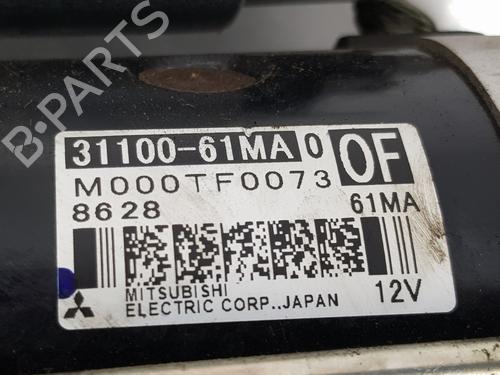 B-PARTS
31100-61MA 0 OF
M000TF0073
8628 61MA
MITSUBISHI
ELECTRIC CORP.,JAPAN 12V